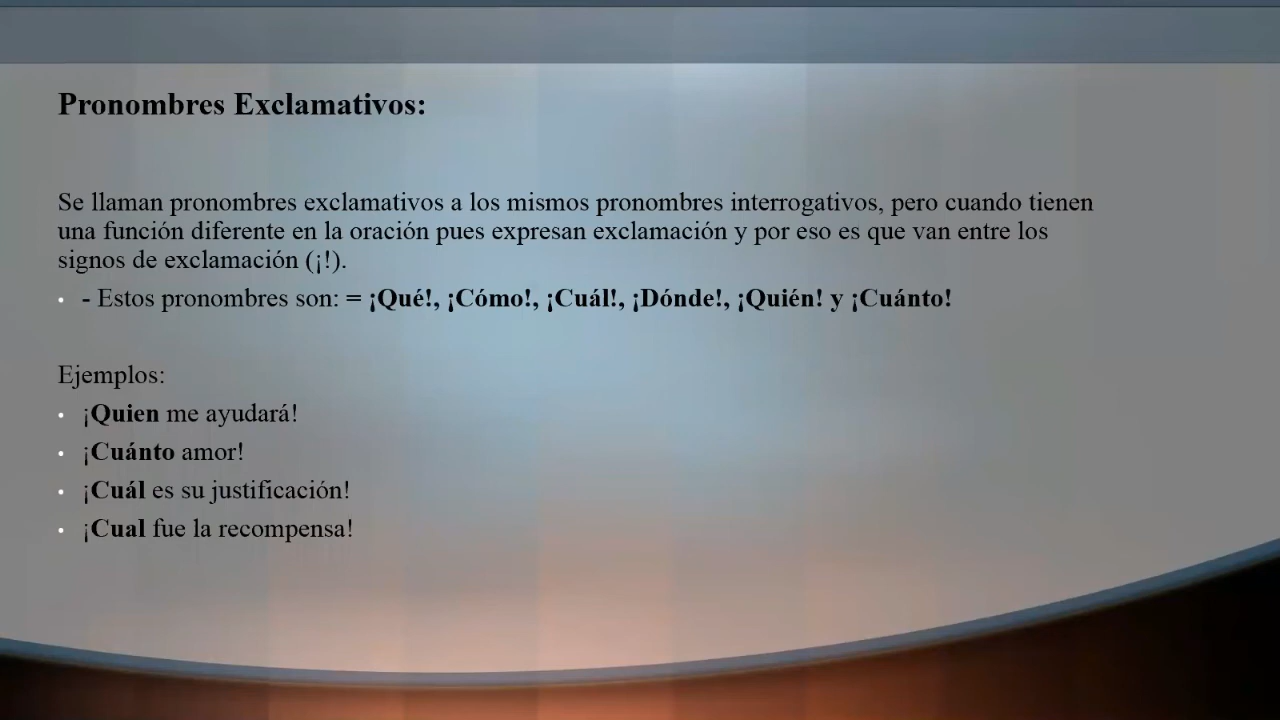 Pronombres Exclamativos:
Se llaman pronombres exclamativos a los mismos pronombres interrogativos, pero cuando tienen
una función diferente en la oración pues expresan exclamación y por eso es que van entre los
signos de exclamación (¡!).
• - Estos pronombres son: = ¡Qué!, ¡Cómo!, ¡Cuál!, ¡Dónde!, ¡Quién! y ¡Cuánto!
Ejemplos:
• ¡Quien me ayudará!
• ¡Cuánto amor!
• ¡Cuál es su justificación!
• ¡Cual fue la recompensa!